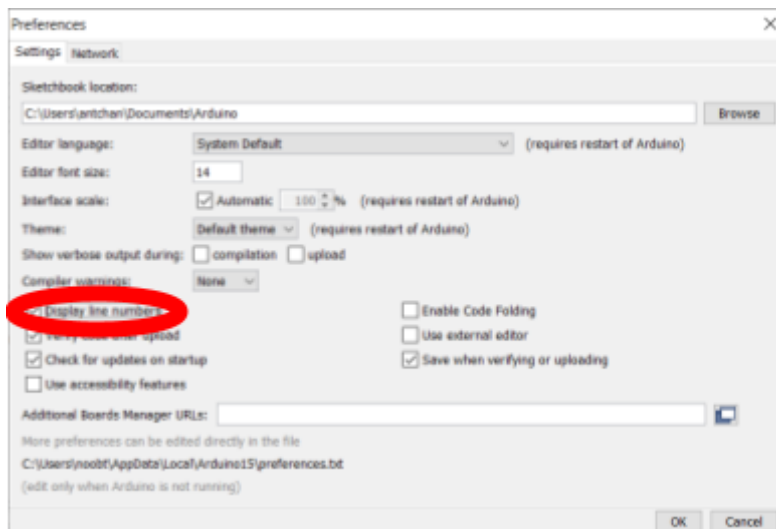 Preferences
Settings Network
Sketchbook location:
C:\Users\antchan\Documents\Arduino Browse
Editor language: System Default (requires restart of Arduino)
Editor font size: 14
Interface scale: Automatic 100 % (requires restart of Arduino)
Theme: Default theme (requires restart of Arduino)
Show verbose output during: compilation upload
Compiler warnings: None
Display line numbers Enable Code Folding
Verify code after upload Use external editor
Check for updates on startup Save when verifying or uploading
Use accessibility features
Additional Boards Manager URLs:
More preferences can be edited directly in the file
C:\Users\noobt\AppData\Local\Arduino15\preferences.txt
(edit only when Arduino is not running)
OK Cancel